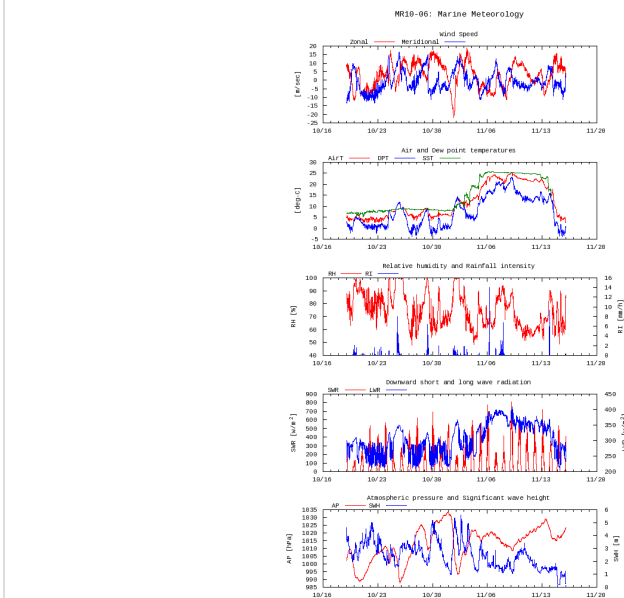 MR10-06: Marine Meteorology
Wind Speed
Zonal Meridional
20
15
10
5
0
-5
-10
-15
-20
-25
[m/sec]
10/16 10/23 10/30 11/06 11/13 11/20
Air and Dew point temperatures
AirT DPT SST
30
25
20
15
10
5
0
-5
[deg-C]
10/16 10/23 10/30 11/06 11/13 11/20
Relative humidity and Rainfall intensity
RH RI
100
90
80
70
60
50
40
RH [%]
16
14
12
10
8
6
4
2
0
RI [mm/h]
10/16 10/23 10/30 11/06 11/13 11/20
Downward short and long wave radiation
SWR LWR
900
800
700
600
500
400
300
200
100
0
SWR [w/m2]
450
400
350
300
250
200
10/16 10/23 10/30 11/06 11/13 11/20
Atmospheric pressure and Significant wave height
AP SWH
1035
1030
1025
1020
1015
1010
1005
1000
995
990
985
AP [hPa]
6
5
4
3
2
1
0
SWH [m]
10/16 10/23 10/30 11/06 11/13 11/20